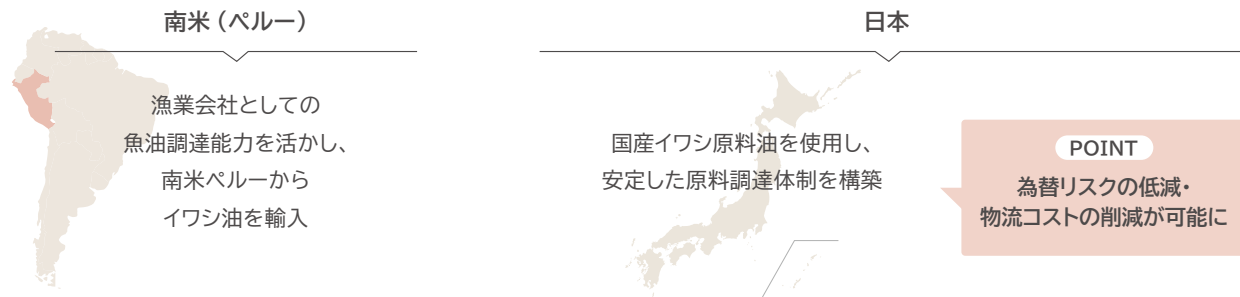 南米（ペルー）
漁業会社としての
魚油調達能力を活かし、
南米ペルーから
イワシ油を輸入
日本
国産イワシ原料油を使用し、
安定した原料調達体制を構築
POINT
為替リスクの低減・
物流コストの削減が可能に